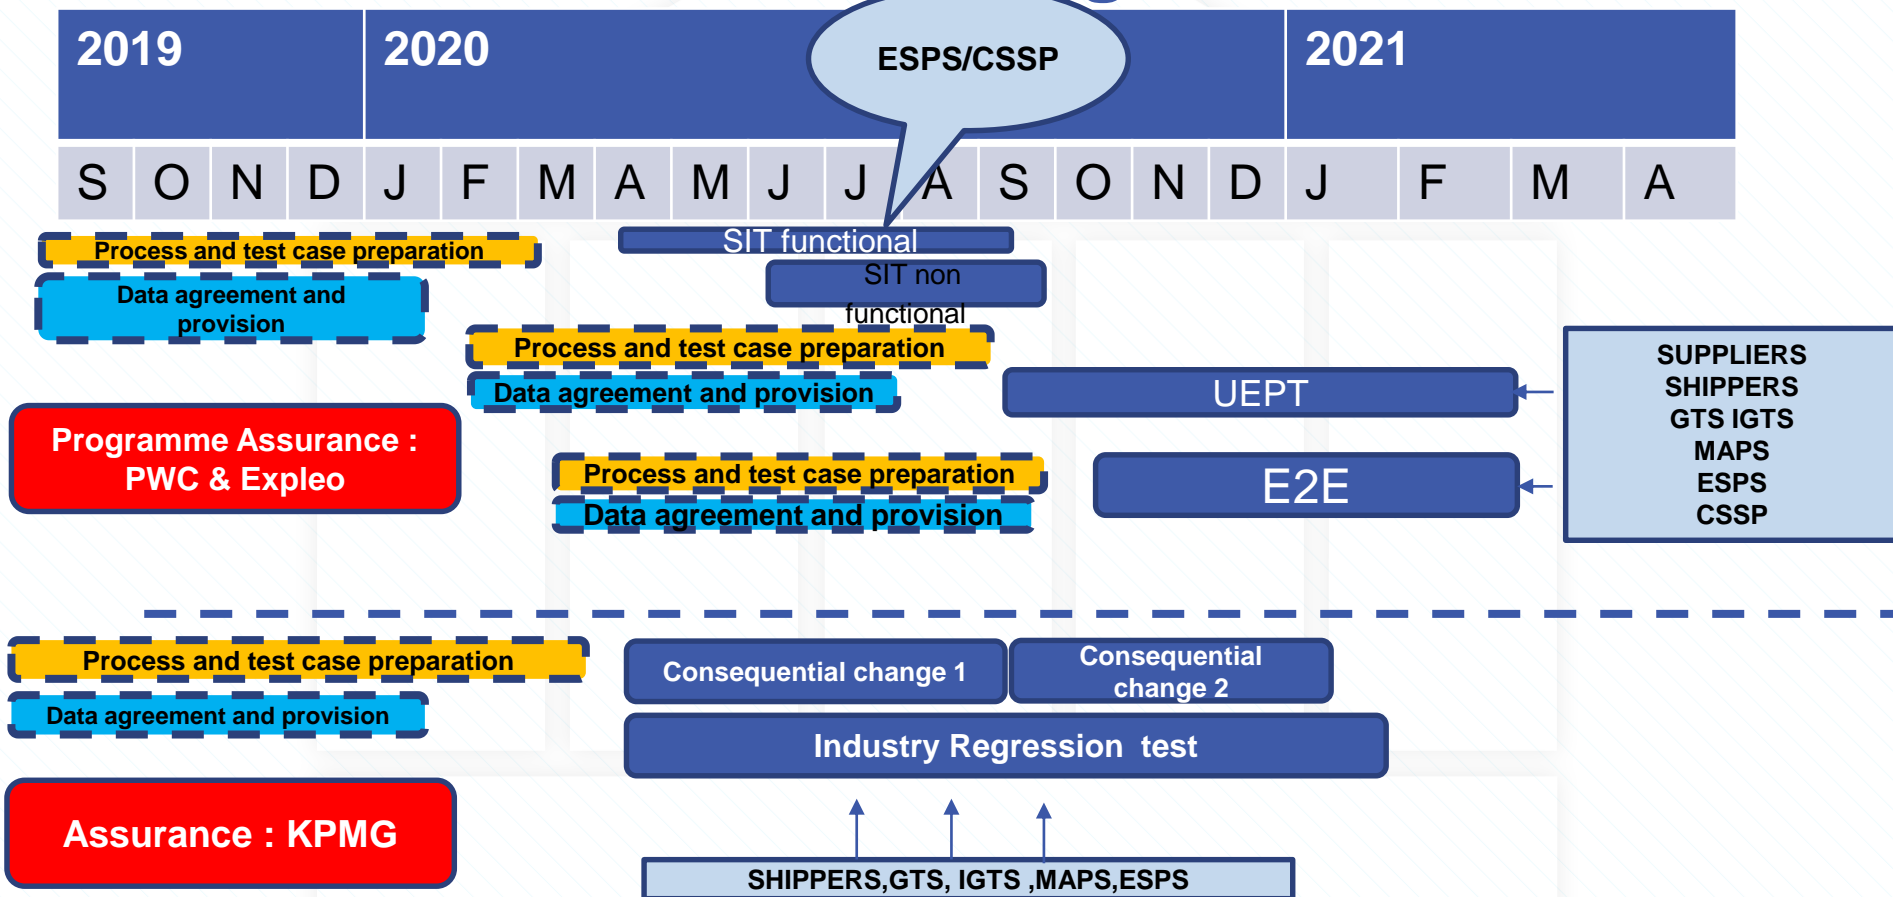 2019 2020 ESPS/CSSP 2021
S O N D J F M A M J J A S O N D J F M A
Process and test case preparation
SIT functional
Data agreement and
provision
SIT non
functional
Process and test case preparation
Data agreement and provision
UEPT
SUPPLIERS
SHIPPERS
GTS IGTS
MAPS
ESPS
CSSP
Programme Assurance :
PWC & Expleo
Process and test case preparation
Data agreement and provision
E2E
Process and test case preparation
Data agreement and provision
Consequential change 1
Consequential
change 2
Industry Regression  test
Assurance : KPMG
SHIPPERS,GTS, IGTS ,MAPS,ESPS